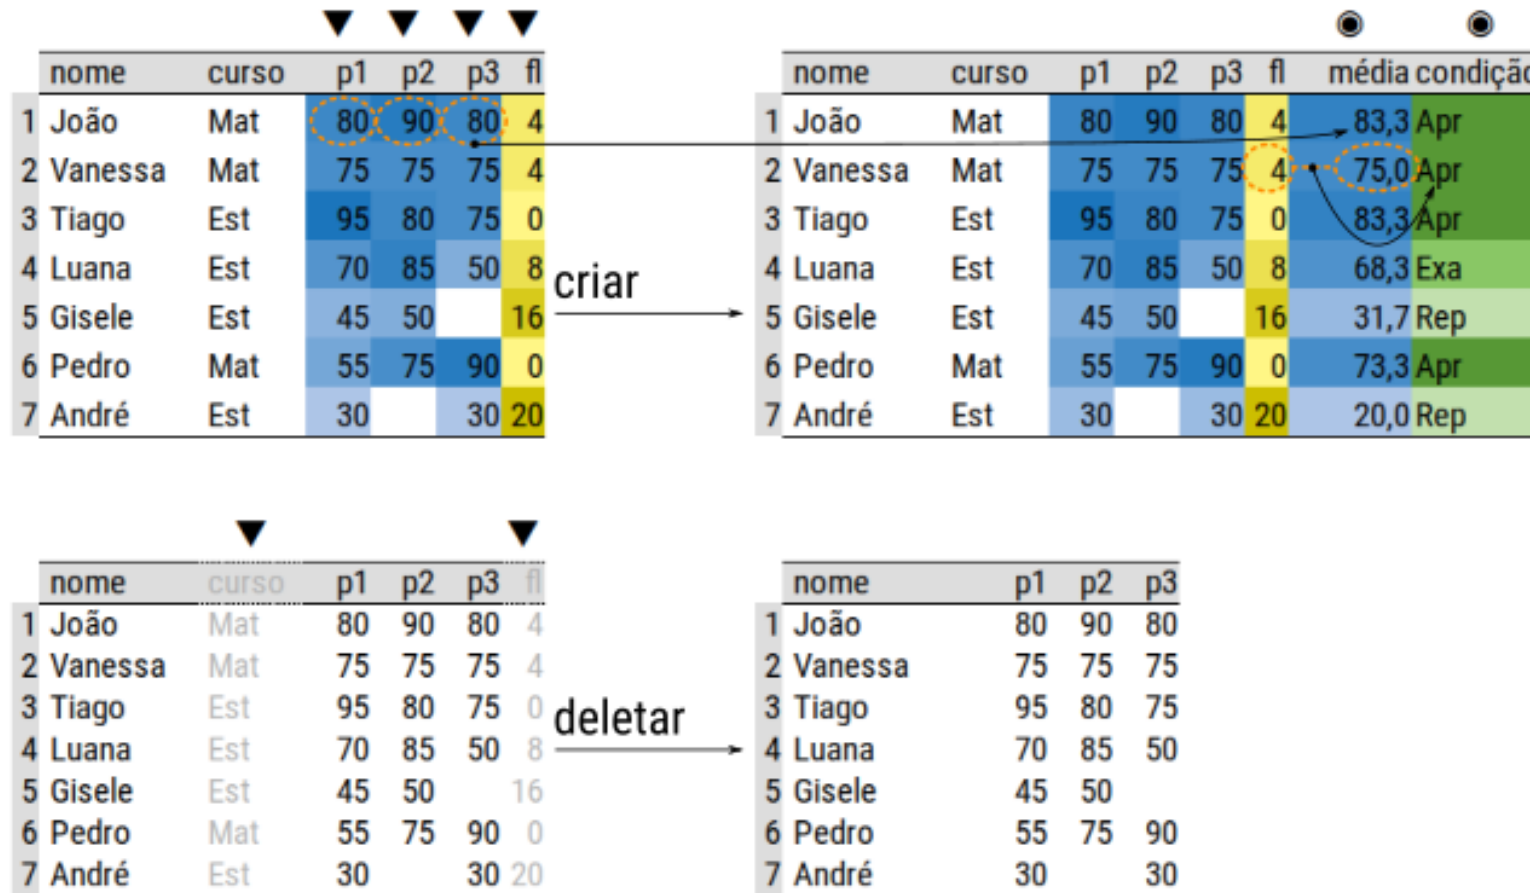 nome curso p1 p2 p3 fl
1 João Mat 80 90 80 4
2 Vanessa Mat 75 75 75 4
3 Tiago Est 95 80 75 0
4 Luana Est 70 85 50 8
5 Gisele Est 45 50 16
6 Pedro Mat 55 75 90 0
7 André Est 30 30 20
criar
nome curso p1 p2 p3 fl média condição
1 João Mat 80 90 80 4 83,3 Apr
2 Vanessa Mat 75 75 75 4 75,0 Apr
3 Tiago Est 95 80 75 0 83,3 Apr
4 Luana Est 70 85 50 8 68,3 Exa
5 Gisele Est 45 50 16 31,7 Rep
6 Pedro Mat 55 75 90 0 73,3 Apr
7 André Est 30 30 20 20,0 Rep
nome curso p1 p2 p3 fl
1 João Mat 80 90 80 4
2 Vanessa Mat 75 75 75 4
3 Tiago Est 95 80 75 0
4 Luana Est 70 85 50 8
5 Gisele Est 45 50 16
6 Pedro Mat 55 75 90 0
7 André Est 30 30 20
deletar
nome p1 p2 p3
1 João 80 90 80
2 Vanessa 75 75 75
3 Tiago 95 80 75
4 Luana 70 85 50
5 Gisele 45 50
6 Pedro 55 75 90
7 André 30 30